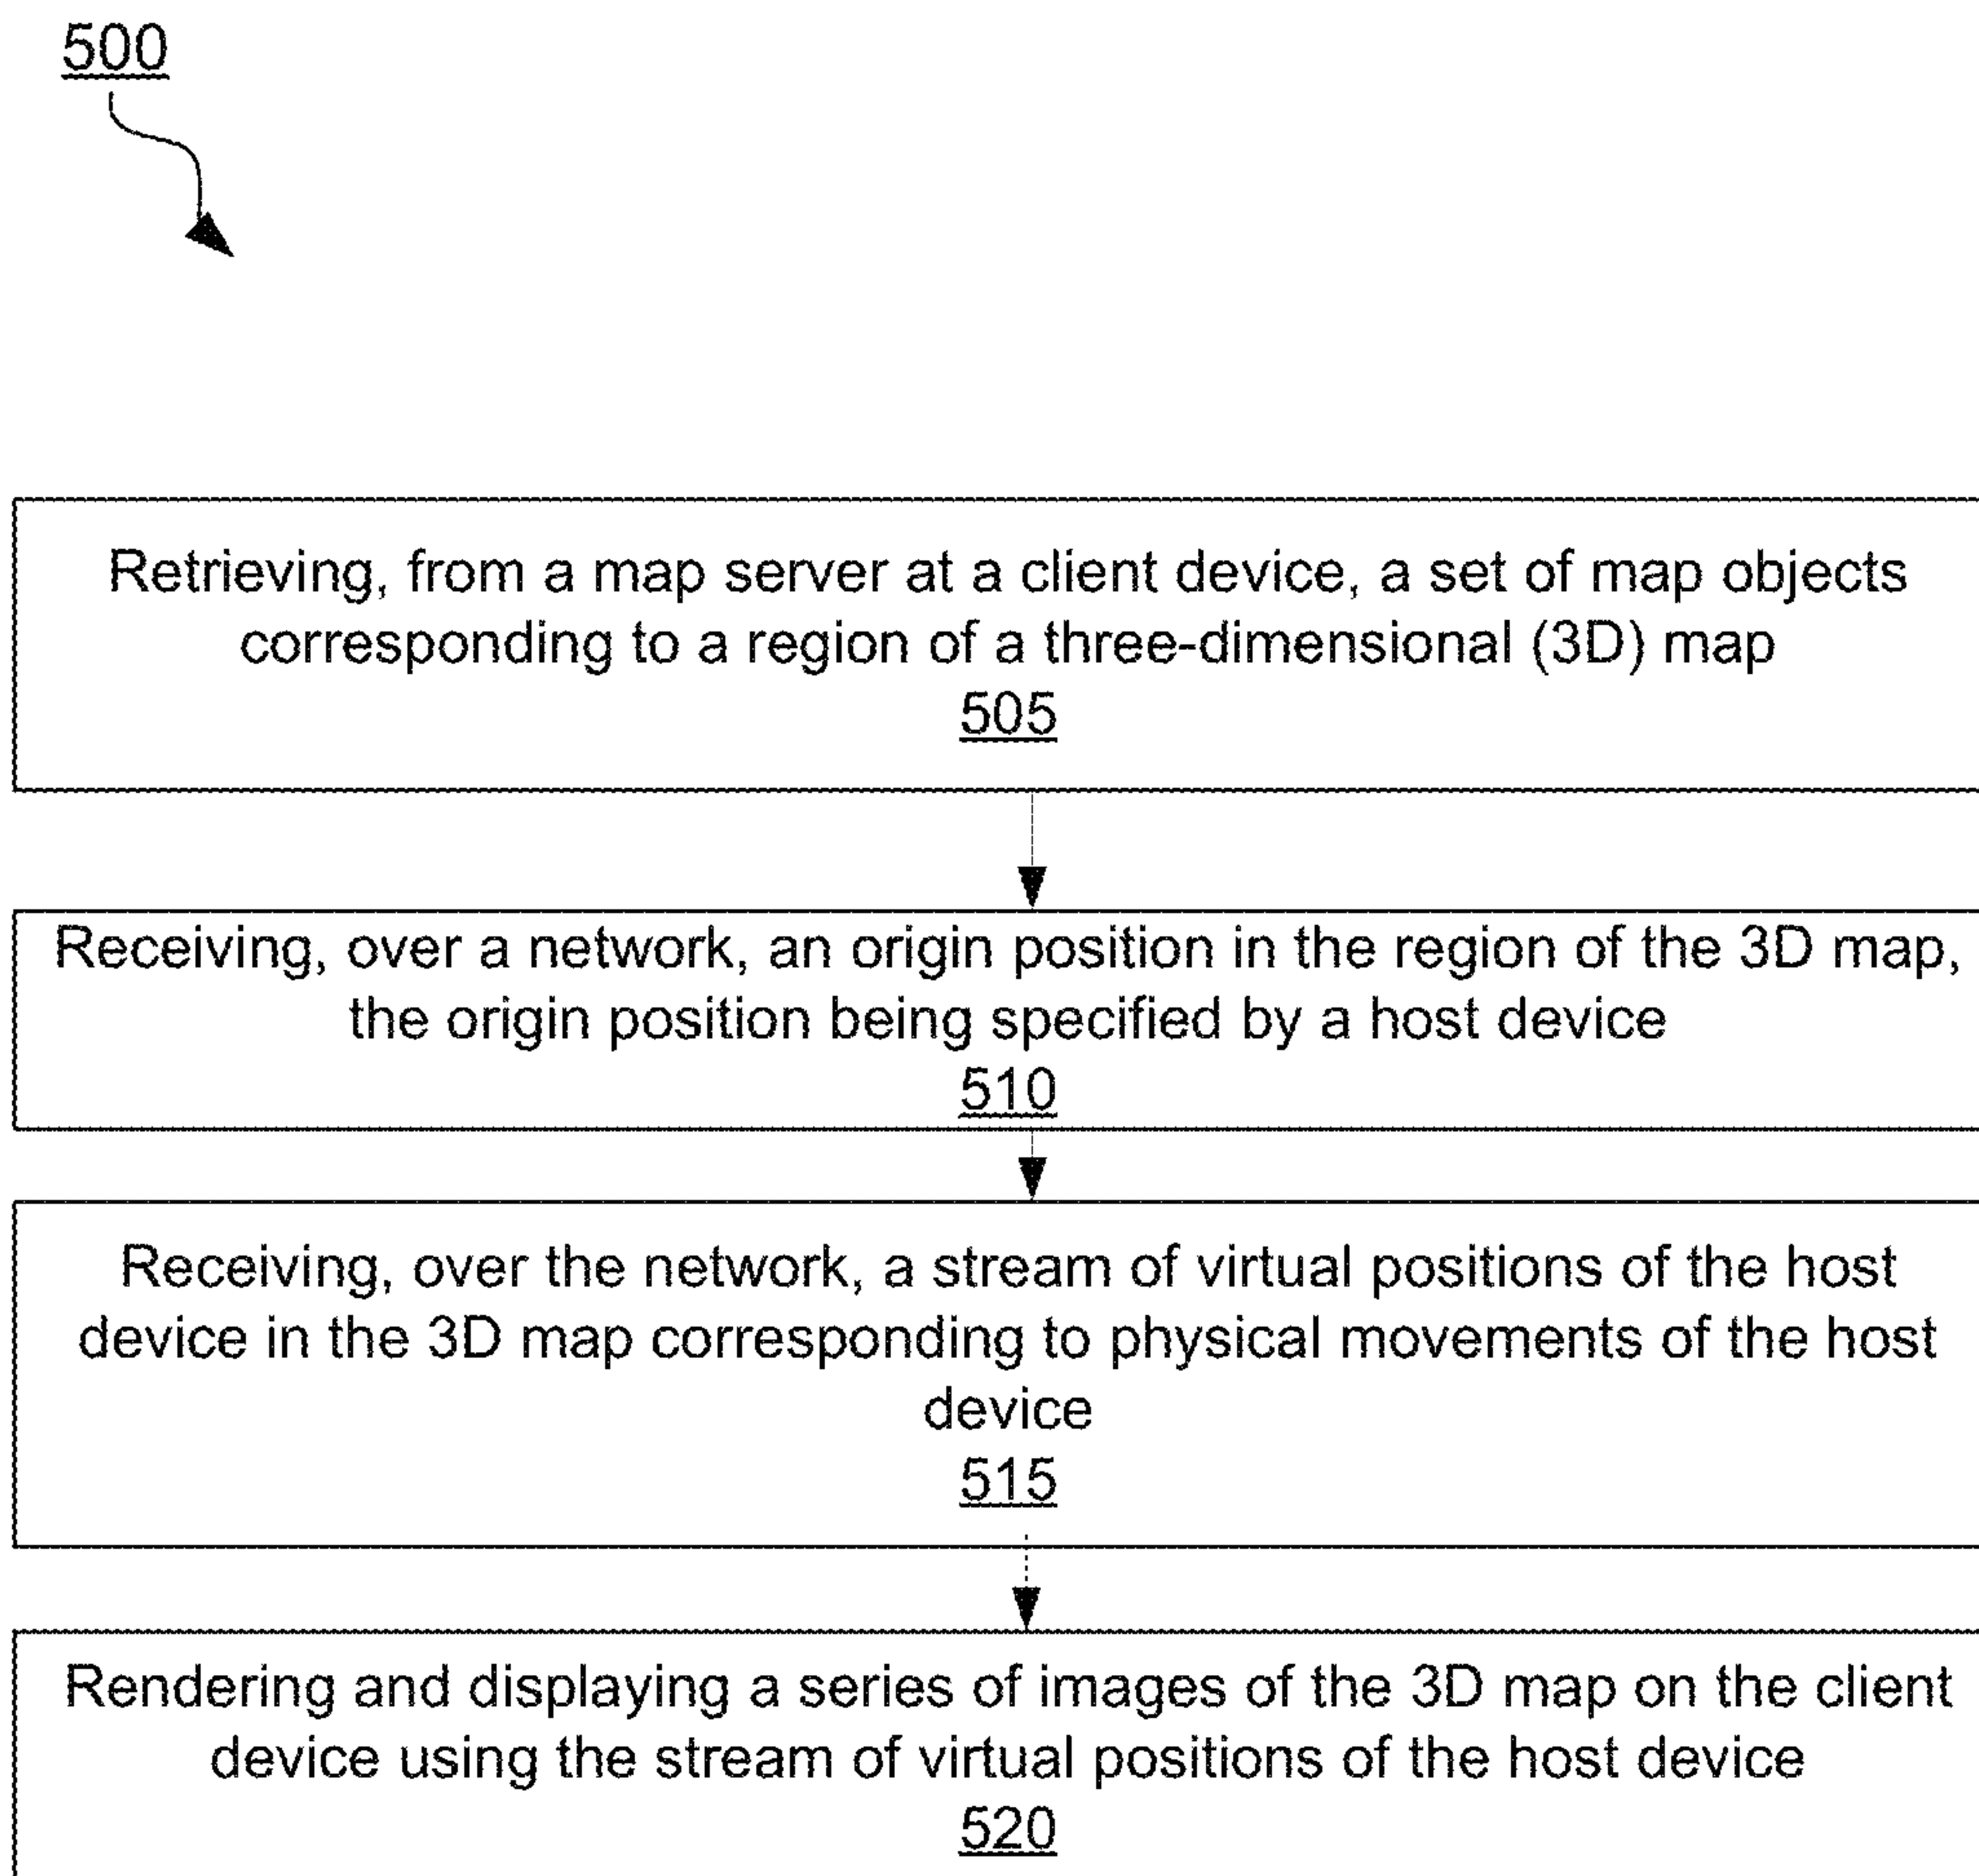 500
Retrieving, from a map server at a client device, a set of map objects
corresponding to a region of a three-dimensional (3D) map
505
Receiving, over a network, an origin position in the region of the 3D map,
the origin position being specified by a host device
510
Receiving, over the network, a stream of virtual positions of the host
device in the 3D map corresponding to physical movements of the host
device
515
Rendering and displaying a series of images of the 3D map on the client
device using the stream of virtual positions of the host device
520